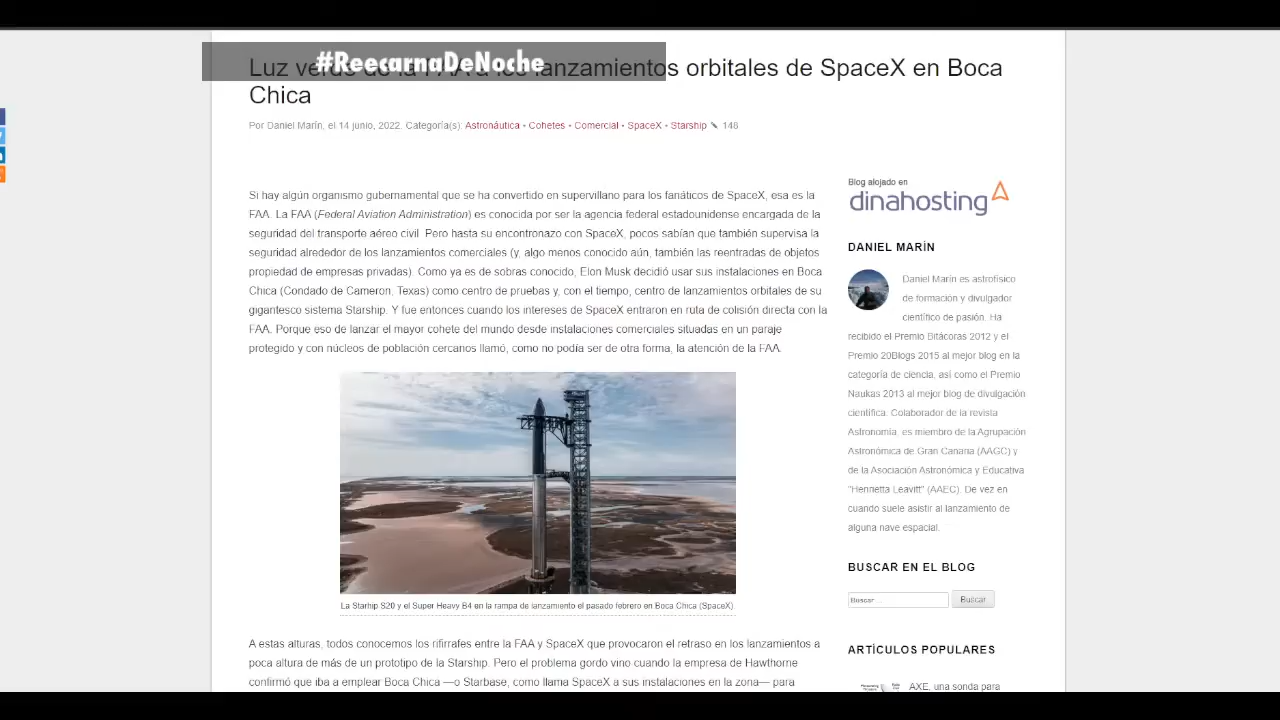 #ReecarnaDeNoche
Luz verde de la FAA a los lanzamientos orbitales de SpaceX en Boca
Chica
Por Daniel Marín, el 14 junio, 2022. Categoría(s): Astronáutica • Cohetes • Comercial • SpaceX • Starship 148
Si hay algún organismo gubernamental que se ha convertido en supervillano para los fanáticos de SpaceX, esa es la
FAA. La FAA (Federal Aviation Administration) es conocida por ser la agencia federal estadounidense encargada de la
seguridad del transporte aéreo civil. Pero hasta su encontronazo con SpaceX, pocos sabían que también supervisa la
seguridad alrededor de los lanzamientos comerciales (y, algo menos conocido aún, también las reentradas de objetos
propiedad de empresas privadas). Como ya es de sobras conocido, Elon Musk decidió usar sus instalaciones en Boca
Chica (Condado de Cameron, Texas) como centro de pruebas y, con el tiempo, centro de lanzamientos orbitales de su
gigantesco sistema Starship. Y fue entonces cuando los intereses de SpaceX entraron en ruta de colisión directa con la
FAA. Porque eso de lanzar el mayor cohete del mundo desde instalaciones comerciales situadas en un paraje
protegido y con núcleos de población cercanos llamó, como no podía ser de otra forma, la atención de la FAA.
La Starhip S20 y el Super Heavy B4 en la rampa de lanzamiento el pasado febrero en Boca Chica (SpaceX).
A estas alturas, todos conocemos los rifirrafes entre la FAA y SpaceX que provocaron el retraso en los lanzamientos a
poca altura de más de un prototipo de la Starship. Pero el problema gordo vino cuando la empresa de Hawthorne
confirmó que iba a emplear Boca Chica —o Starbase, como llama SpaceX a sus instalaciones en la zona— para
Blog alojado en
dinahosting
DANIEL MARÍN
Daniel Marín es astrofísico
de formación y divulgador
científico de pasión. Ha
recibido el Premio Bitácoras 2012 y el
Premio 20Blogs 2015 al mejor blog en la
categoría de ciencia, así como el Premio
Naukas 2013 al mejor blog de divulgación
científica. Colaborador de la revista
Astronomía, es miembro de la Agrupación
Astronómica de Gran Canaria (AAGC) y
de la Asociación Astronómica y Educativa
"Henrietta Leavitt" (AAEC). De vez en
cuando suele asistir al lanzamiento de
alguna nave espacial.
BUSCAR EN EL BLOG
Buscar …
Buscar
ARTÍCULOS POPULARES
AXE, una sonda para